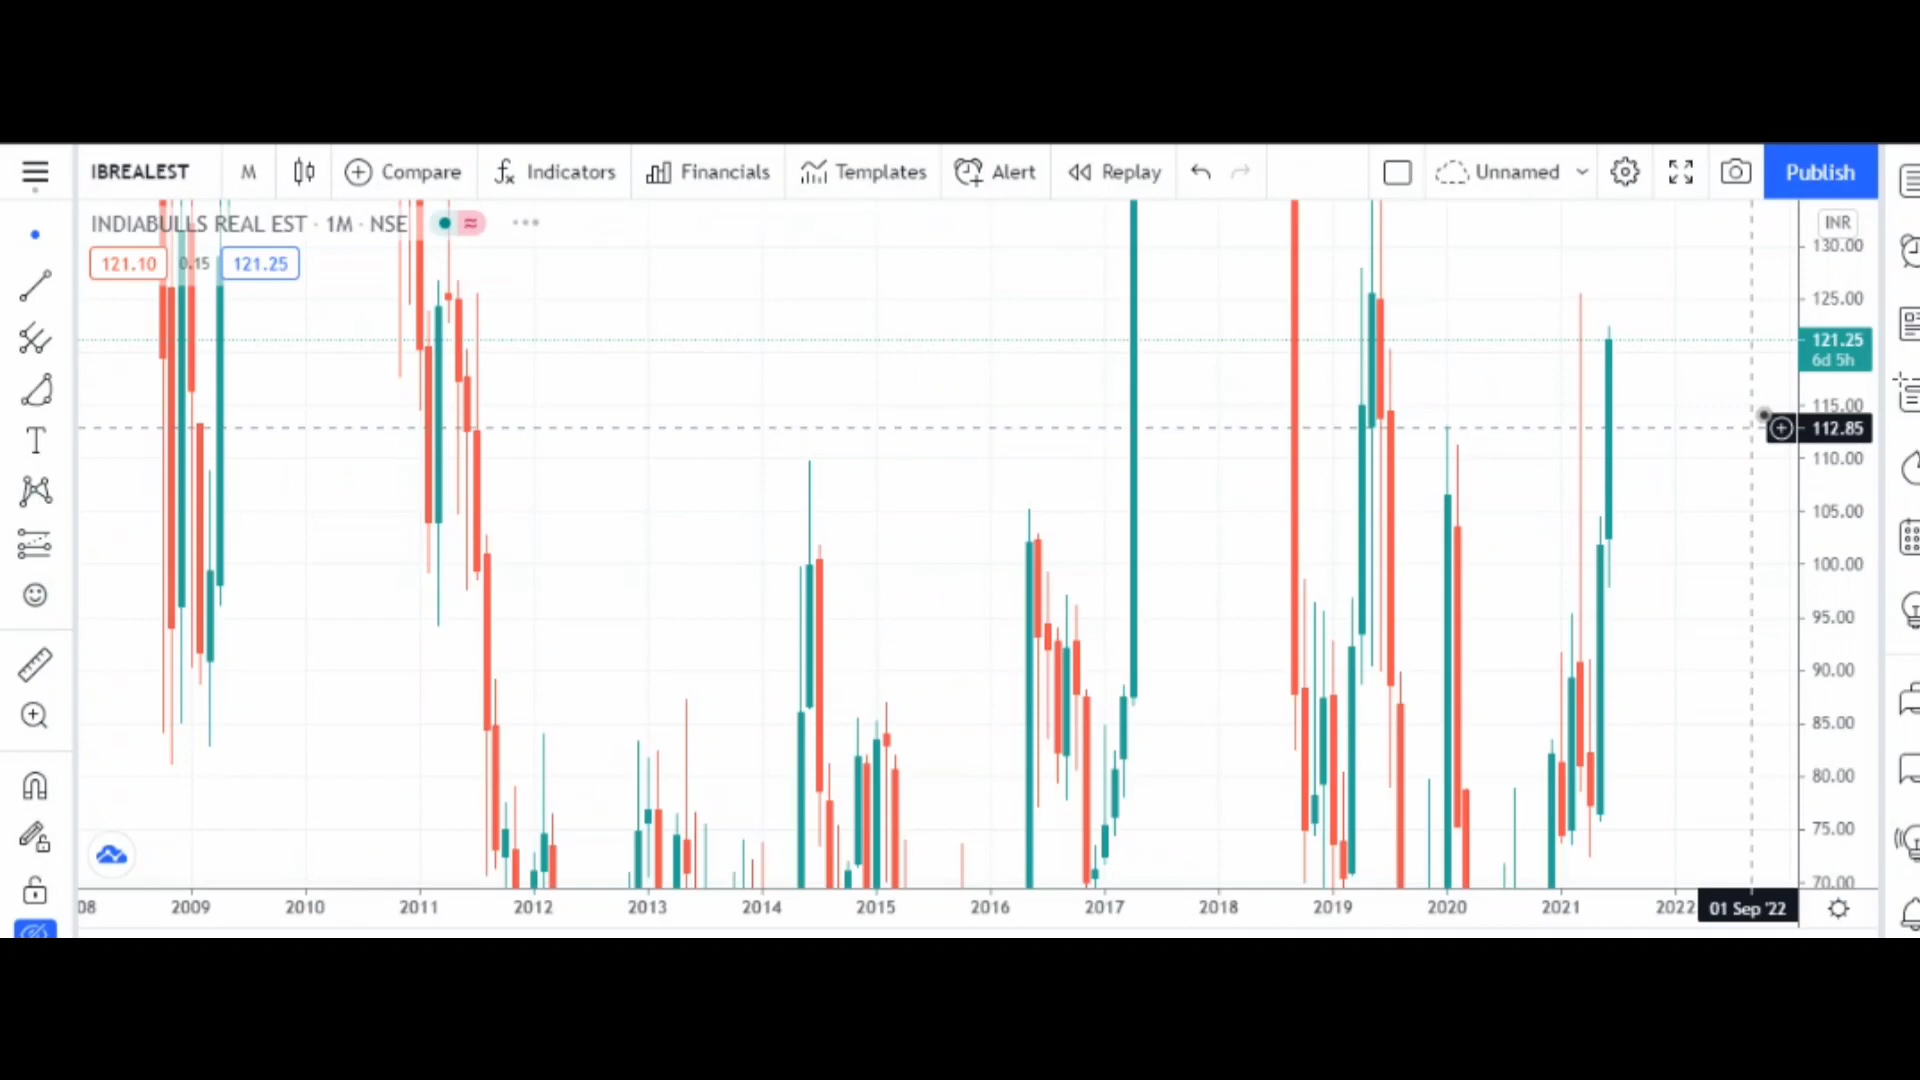 IBREALEST M Compare Indicators Financials Templates Alert Replay Unnamed Publish
INDIABULLS REAL EST · 1M · NSE
INR
121.10 0.15 121.25
130.00
125.00
121.25
6d 5h
115.00
112.85
110.00
105.00
100.00
95.00
90.00
85.00
80.00
75.00
70.00
08 2009 2010 2011 2012 2013 2014 2015 2016 2017 2018 2019 2020 2021 2022 01 Sep '22